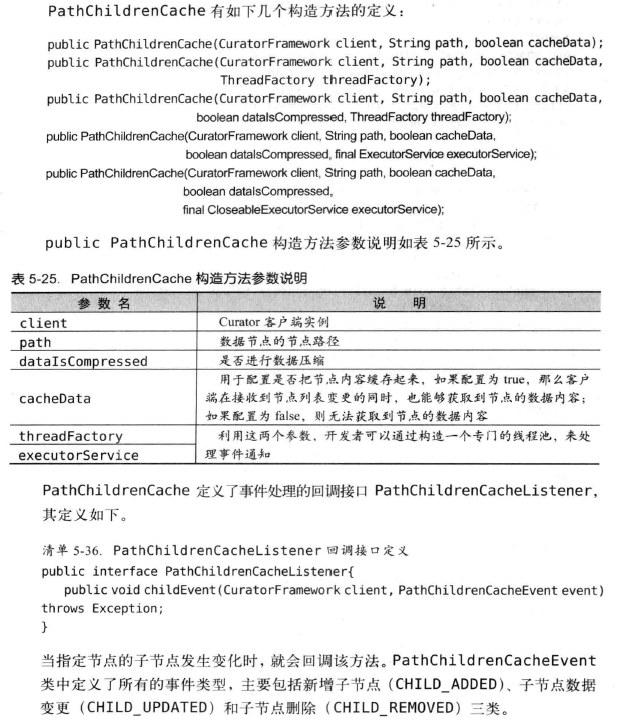 PathChildrenCache 有如下几个构造方法的定义：
public PathChildrenCache(CuratorFramework client, String path, boolean cacheData);
public PathChildrenCache(CuratorFramework client, String path, boolean cacheData,
ThreadFactory threadFactory);
public PathChildrenCache(CuratorFramework client, String path, boolean cacheData,
boolean dataIsCompressed, ThreadFactory threadFactory);
public PathChildrenCache(CuratorFramework client, String path, boolean cacheData,
boolean dataIsCompressed, final ExecutorService executorService);
public PathChildrenCache(CuratorFramework client, String path, boolean cacheData,
boolean dataIsCompressed,
final CloseableExecutorService executorService);
public PathChildrenCache 构造方法参数说明如表 5-25 所示。
表 5-25. PathChildrenCache 构造方法参数说明
参数名 说 明
client Curator 客户端实例
path 数据节点的节点路径
dataIsCompressed 是否进行数据压缩
cacheData 用于配置是否把节点内容缓存起来，如果配置为 true，那么客户
端在接收到节点列表变更的同时，也能够获取到节点的数据内容；
如果配置为 false，则无法获取到节点的数据内容
threadFactory 利用这两个参数，开发者可以通过构造一个专门的线程池，来处
executorService 理事件通知
PathChildrenCache 定义了事件处理的回调接口 PathChildrenCacheListener，
其定义如下。
清单 5-36. PathChildrenCacheListener 回调接口定义
public interface PathChildrenCacheListener{
public void childEvent(CuratorFramework client, PathChildrenCacheEvent event)
throws Exception;
}
当指定节点的子节点发生变化时，就会回调该方法。PathChildrenCacheEvent
类中定义了所有的事件类型，主要包括新增子节点（CHILD_ADDED）、子节点数据
变更（CHILD_UPDATED）和子节点删除（CHILD_REMOVED）三类。